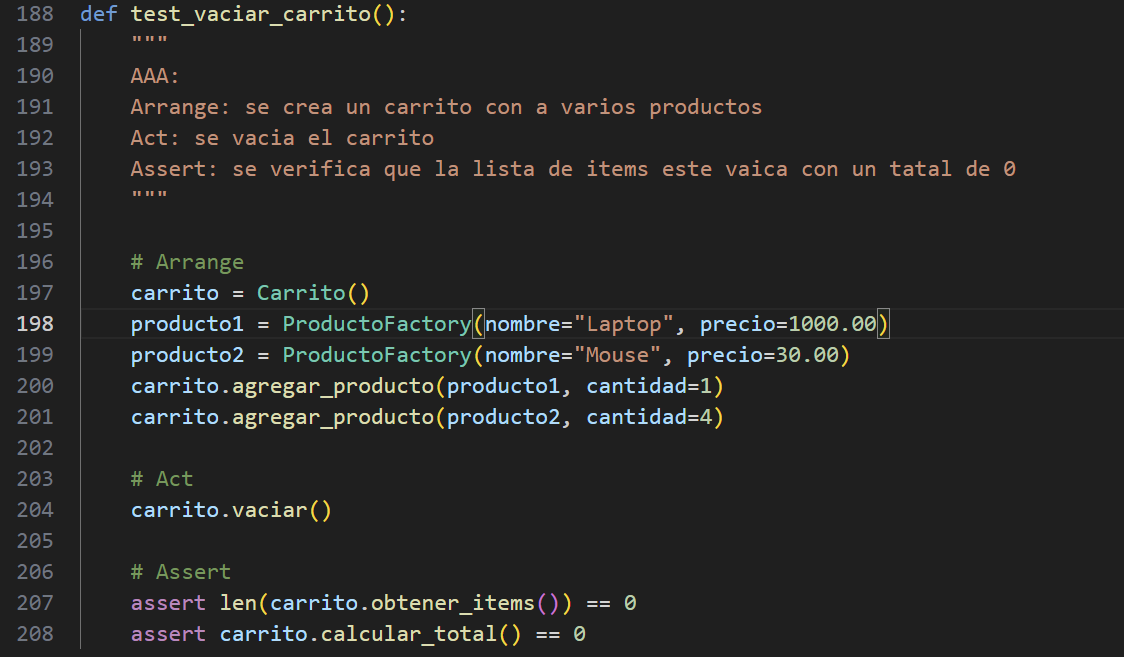 188 def test_vaciar_carrito():
189     """
190     AAA:
191     Arrange: se crea un carrito con a varios productos
192     Act: se vacia el carrito
193     Assert: se verifica que la lista de items este vaica con un tatal de 0
194     """
195
196     # Arrange
197     carrito = Carrito()
198     producto1 = ProductoFactory(nombre="Laptop", precio=1000.00)
199     producto2 = ProductoFactory(nombre="Mouse", precio=30.00)
200     carrito.agregar_producto(producto1, cantidad=1)
201     carrito.agregar_producto(producto2, cantidad=4)
202
203     # Act
204     carrito.vaciar()
205
206     # Assert
207     assert len(carrito.obtener_items()) == 0
208     assert carrito.calcular_total() == 0